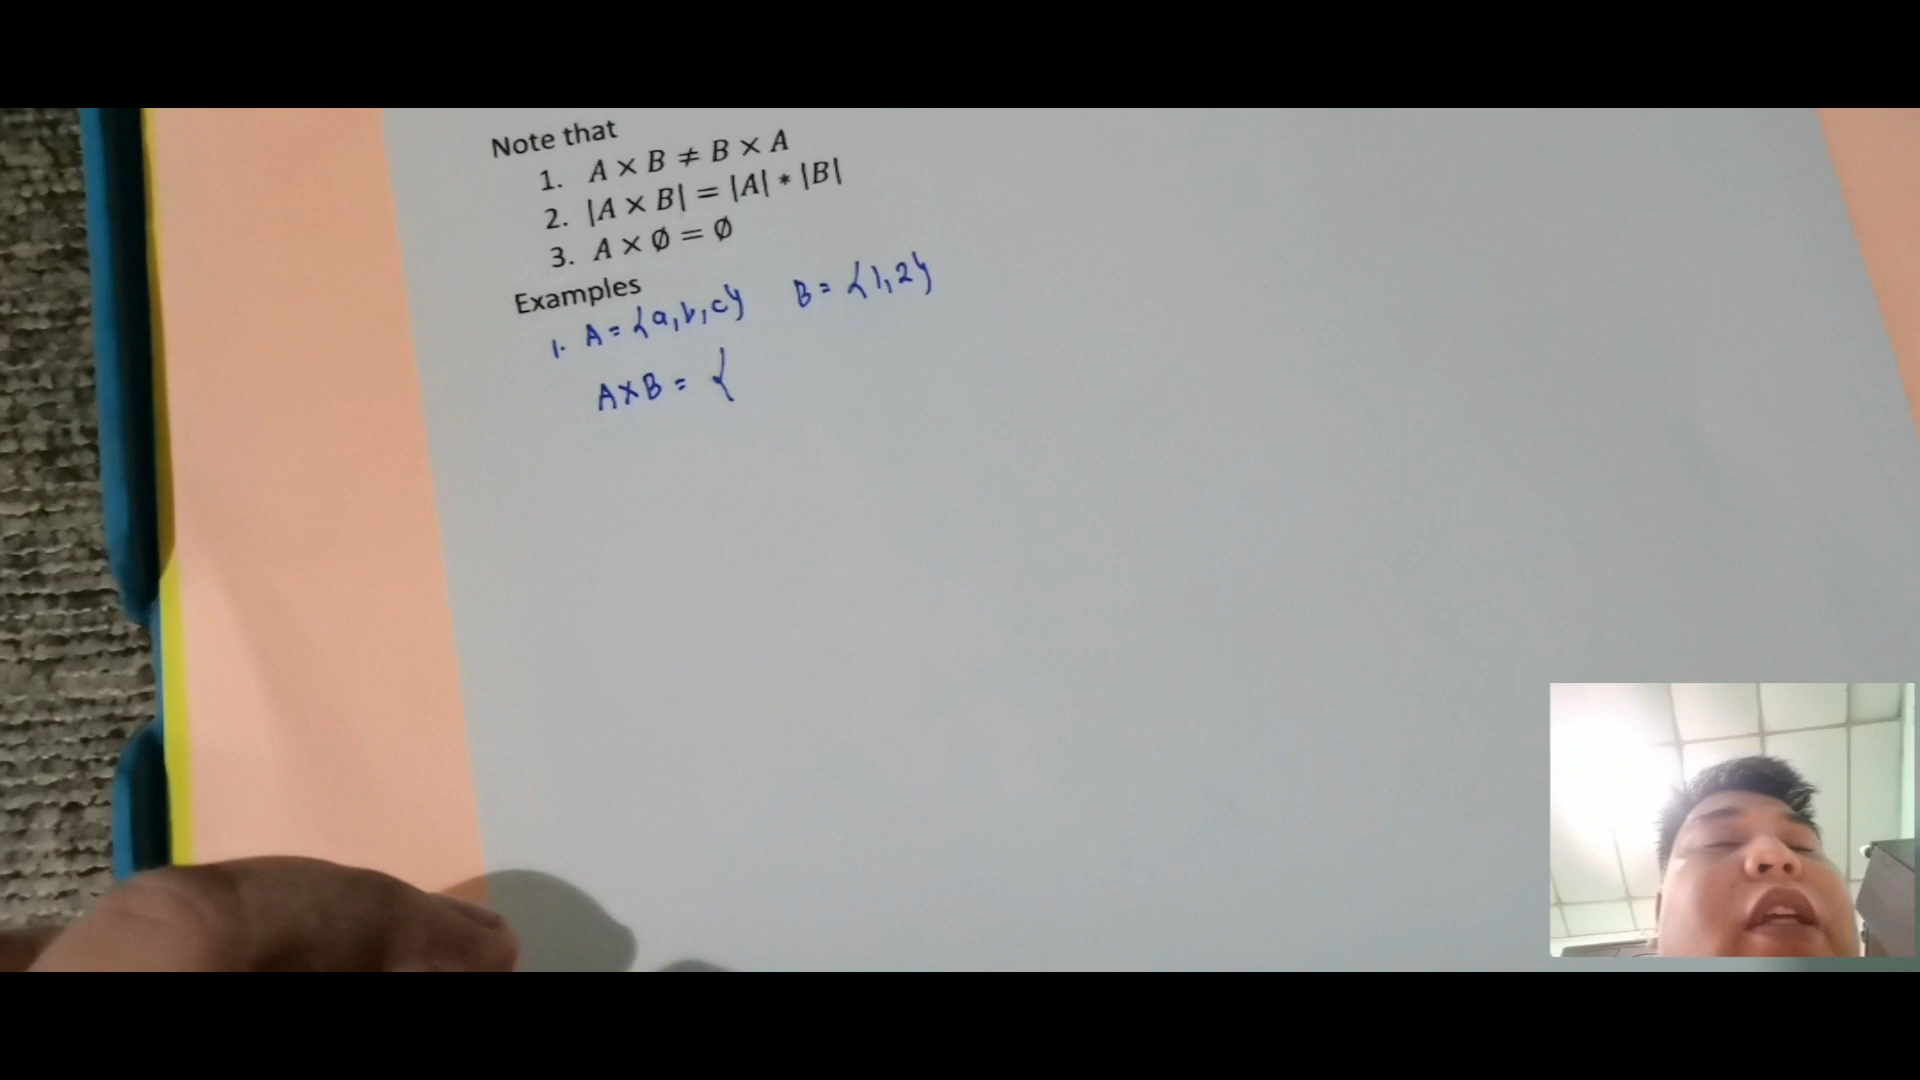 Note that
1. A × B ≠ B × A
2. |A × B| = |A| * |B|
3. A × ∅ = ∅
Examples
1. A = {a, b, c} B = {1, 2}
A×B = {